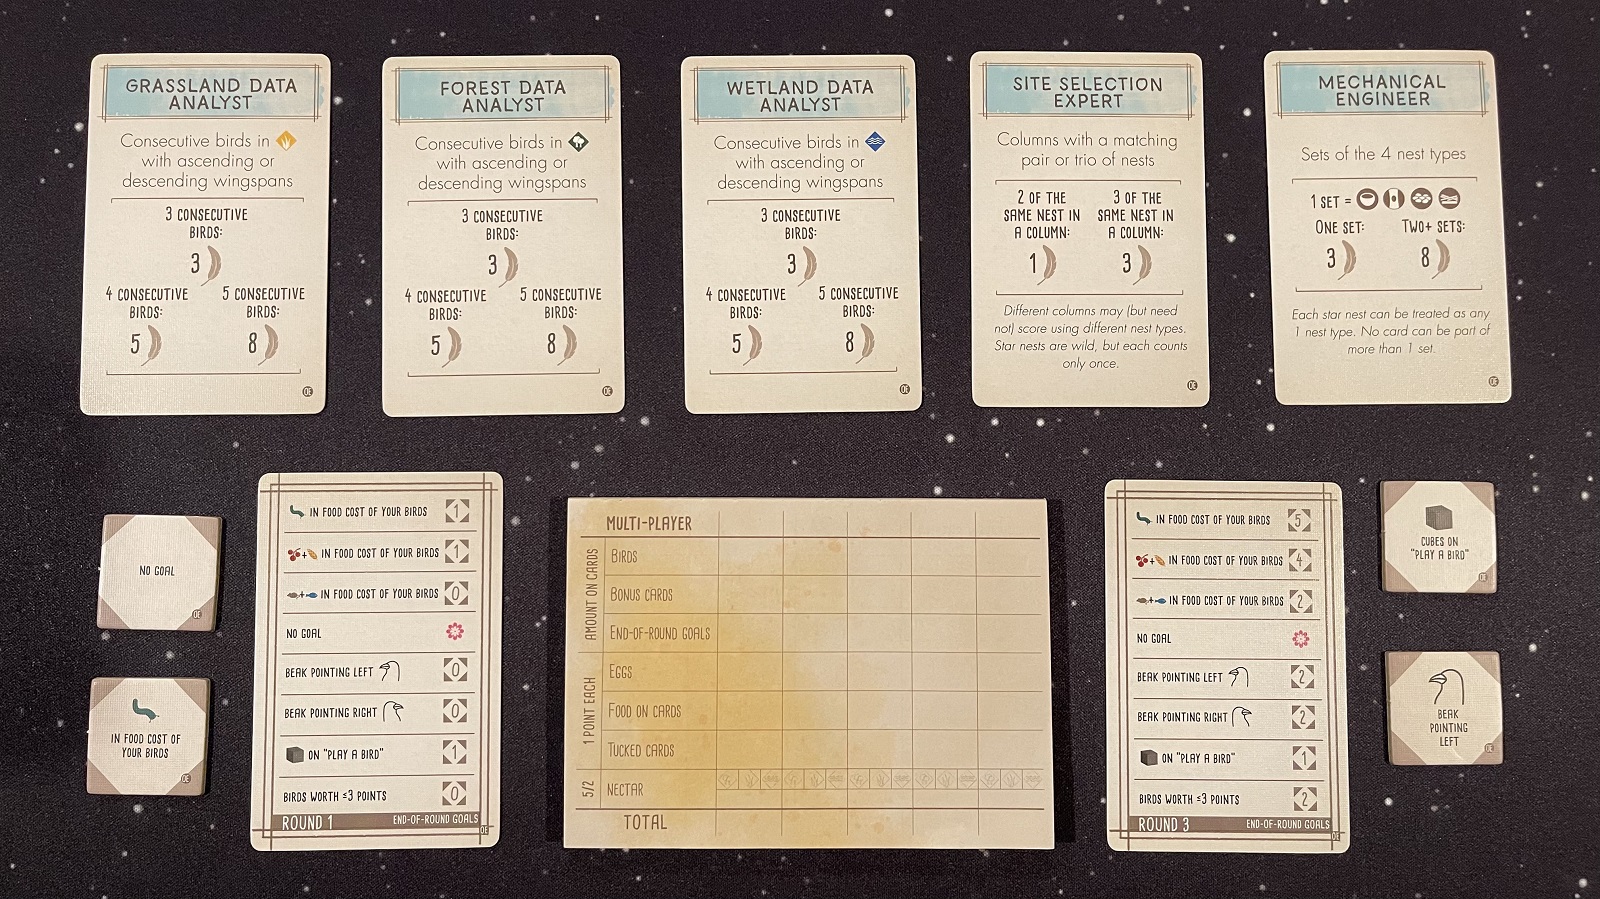 GRASSLAND DATA
ANALYST
Consecutive birds in
with ascending or
descending wingspans
3 CONSECUTIVE
BIRDS:
3
4 CONSECUTIVE
BIRDS:
5
5 CONSECUTIVE
BIRDS:
8
OE
FOREST DATA
ANALYST
Consecutive birds in
with ascending or
descending wingspans
3 CONSECUTIVE
BIRDS:
3
4 CONSECUTIVE
BIRDS:
5
5 CONSECUTIVE
BIRDS:
8
OE
WETLAND DATA
ANALYST
Consecutive birds in
with ascending or
descending wingspans
3 CONSECUTIVE
BIRDS:
3
4 CONSECUTIVE
BIRDS:
5
5 CONSECUTIVE
BIRDS:
8
OE
SITE SELECTION
EXPERT
Columns with a matching
pair or trio of nests
2 OF THE
SAME NEST IN
A COLUMN:
1
3 OF THE
SAME NEST IN
A COLUMN:
3
Different columns may (but need
not) score using different nest types.
Star nests are wild, but each counts
only once.
OE
MECHANICAL
ENGINEER
Sets of the 4 nest types
1 SET =
ONE SET:
3
TWO+ SETS:
8
Each star nest can be treated as any
1 nest type. No card can be part of
more than 1 set.
OE
NO GOAL
OE
IN FOOD COST OF
YOUR BIRDS
OE
IN FOOD COST OF YOUR BIRDS 1
+ IN FOOD COST OF YOUR BIRDS 1
+ IN FOOD COST OF YOUR BIRDS 0
NO GOAL
BEAK POINTING LEFT 0
BEAK POINTING RIGHT 0
ON "PLAY A BIRD" 1
BIRDS WORTH ≤3 POINTS 0
ROUND 1 END-OF-ROUND GOALS
OE
MULTI-PLAYER
AMOUNT ON CARDS
BIRDS
BONUS CARDS
END-OF-ROUND GOALS
1 POINT EACH
EGGS
FOOD ON CARDS
TUCKED CARDS
5/2
NECTAR
TOTAL
IN FOOD COST OF YOUR BIRDS 5
+ IN FOOD COST OF YOUR BIRDS 4
+ IN FOOD COST OF YOUR BIRDS 2
NO GOAL
BEAK POINTING LEFT 2
BEAK POINTING RIGHT 2
ON "PLAY A BIRD" 1
BIRDS WORTH ≤3 POINTS 2
ROUND 3 END-OF-ROUND GOALS
OE
CUBES ON
"PLAY A BIRD"
OE
BEAK
POINTING
LEFT
OE